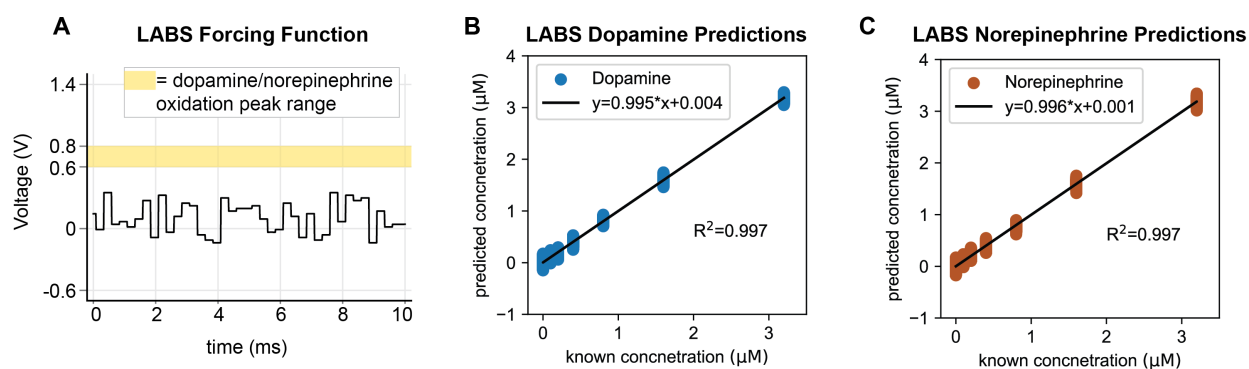 A
LABS Forcing Function
= dopamine/norepinephrine
oxidation peak range
1.4
0.8
0.6
0
-0.6
Voltage (V)
0 2 4 6 8 10
time (ms)
B
LABS Dopamine Predictions
Dopamine
y=0.995*x+0.004
4
3
2
1
0
−1
predicted concnetration (μM)
R²=0.997
0 1 2 3
known concnetration (μM)
C
LABS Norepinephrine Predictions
Norepinephrine
y=0.996*x+0.001
4
3
2
1
0
−1
predicted concnetration (μM)
R²=0.997
0 1 2 3
known concnetration (μM)